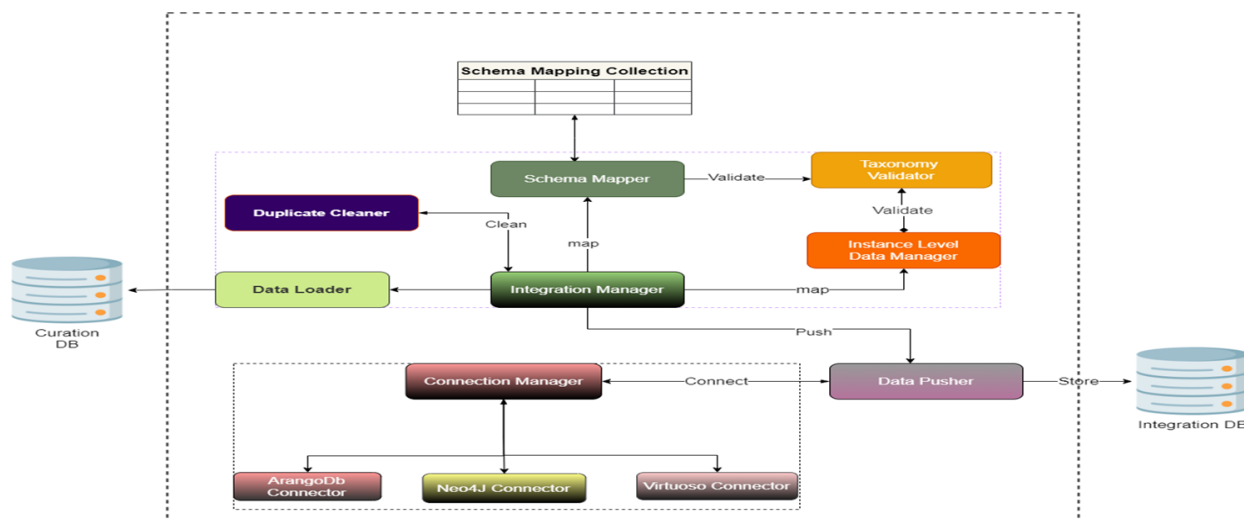 Schema Mapping Collection
Schema Mapper
Validate
Taxonomy
Validator
Duplicate Cleaner
Clean
map
Validate
Instance Level
Data Manager
Data Loader
Integration Manager
map
Curation
DB
Push
Connection Manager
Connect
Data Pusher
Store
Integration DB
ArangoDb
Connector
Neo4J Connector
Virtuoso Connector